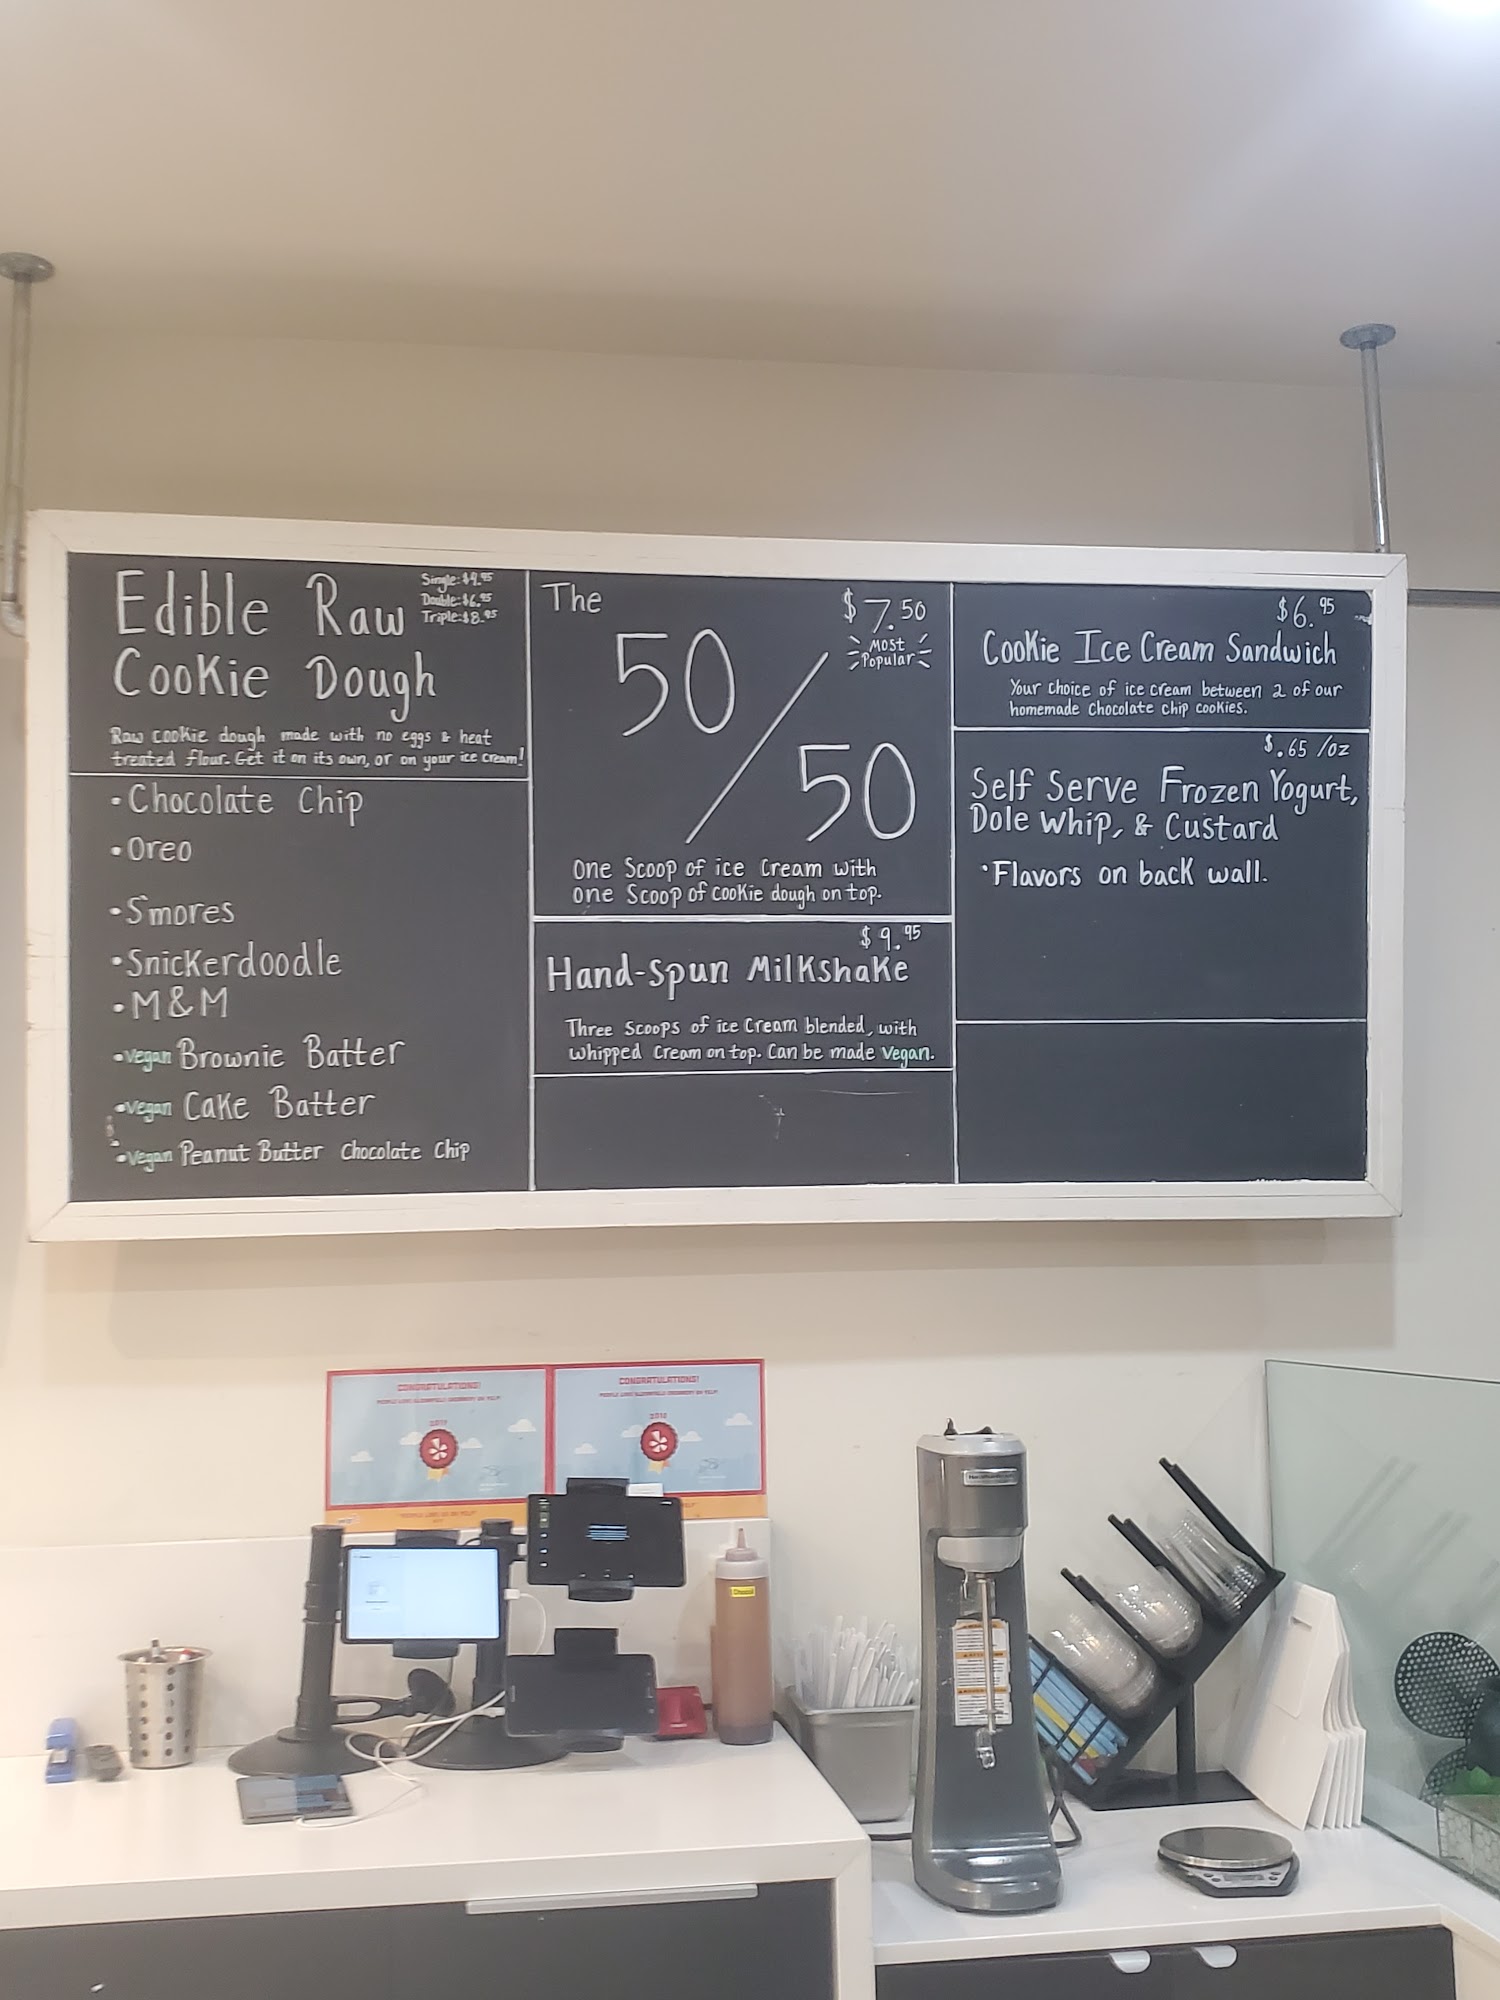 Edible Raw
Cookie Dough
Single: $4.95
Double: $6.95
Triple: $8.95
Raw cookie dough made with no eggs & heat
treated flour. Get it on its own, or on your ice cream!
• Chocolate Chip
• Oreo
• S'mores
• Snickerdoodle
• M&M
• vegan Brownie Batter
• vegan Cake Batter
• vegan Peanut Butter Chocolate Chip
The
50/50
$7.50
Most
Popular
One Scoop of ice cream with
one Scoop of cookie dough on top.
$9.95
Hand-Spun Milkshake
Three scoops of ice cream blended, with
whipped cream on top. Can be made vegan.
$6.95
Cookie Ice Cream Sandwich
Your choice of ice cream between 2 of our
homemade chocolate chip cookies.
$.65 /oz
Self Serve Frozen Yogurt,
Dole Whip, & Custard
• Flavors on back wall.
CONGRATULATIONS!
CONGRATULATIONS!